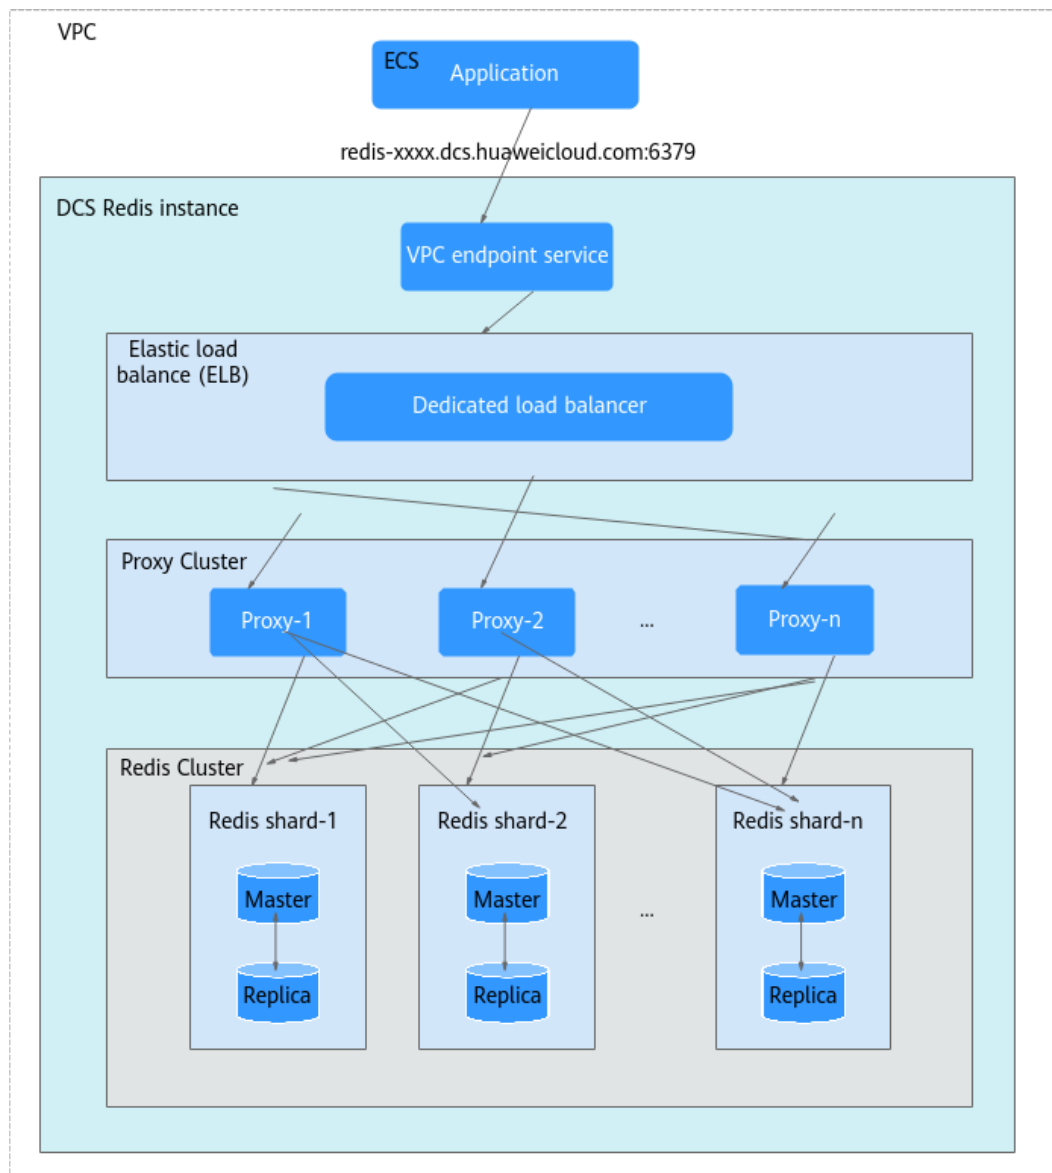 VPC
ECS
Application
redis-xxxx.dcs.huaweicloud.com:6379
DCS Redis instance
VPC endpoint service
Elastic load
balance (ELB)
Dedicated load balancer
Proxy Cluster
Proxy-1
Proxy-2
...
Proxy-n
Redis Cluster
Redis shard-1
Redis shard-2
Redis shard-n
Master
Master
...
Master
Replica
Replica
Replica